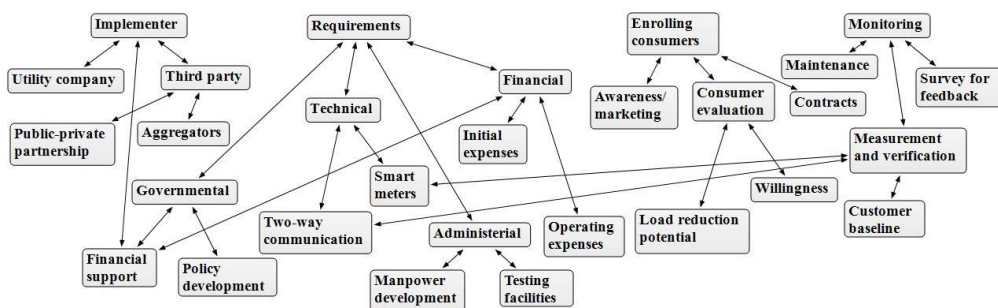 Implementer
Utility company
Third party
Public-private
partnership
Aggregators
Requirements
Technical
Financial
Initial
expenses
Governmental
Smart
meters
Two-way
communication
Administerial
Operating
expenses
Financial
support
Policy
development
Manpower
development
Testing
facilities
Enrolling
consumers
Awareness/
marketing
Consumer
evaluation
Contracts
Load reduction
potential
Willingness
Monitoring
Maintenance
Survey for
feedback
Measurement
and verification
Customer
baseline